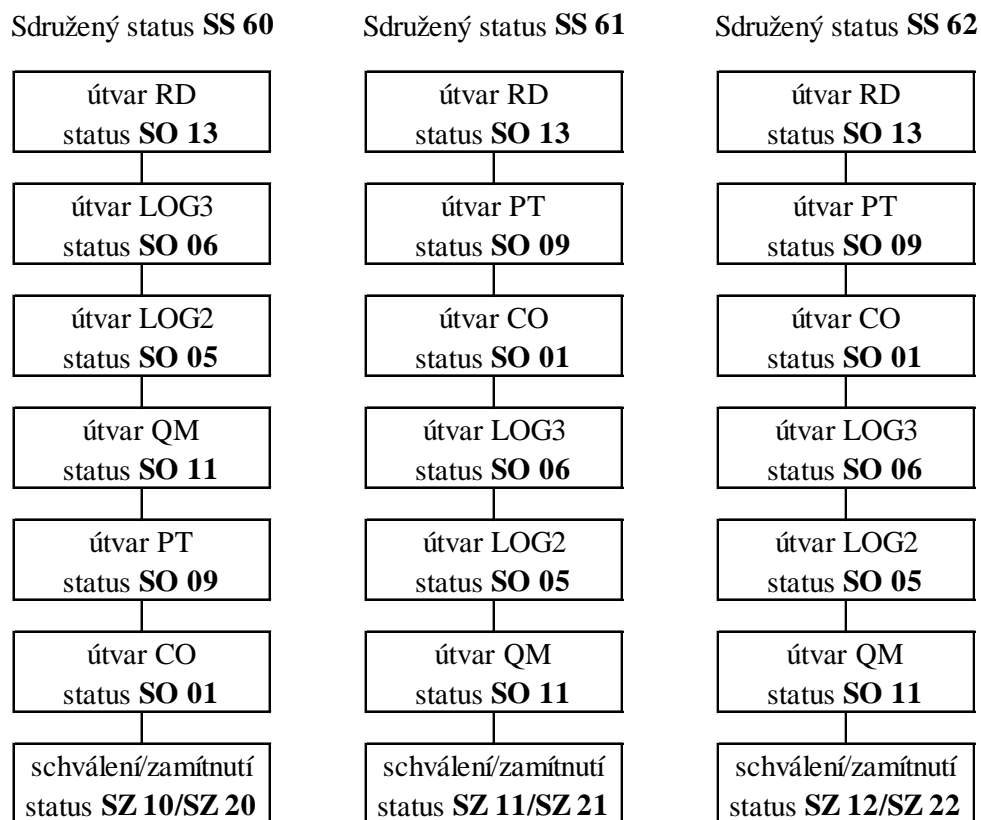 Sdružený status SS 60
útvar RD
status SO 13
útvar LOG3
status SO 06
útvar LOG2
status SO 05
útvar QM
status SO 11
útvar PT
status SO 09
útvar CO
status SO 01
schválení/zamítnutí
status SZ 10/SZ 20
Sdružený status SS 61
útvar RD
status SO 13
útvar PT
status SO 09
útvar CO
status SO 01
útvar LOG3
status SO 06
útvar LOG2
status SO 05
útvar QM
status SO 11
schválení/zamítnutí
status SZ 11/SZ 21
Sdružený status SS 62
útvar RD
status SO 13
útvar PT
status SO 09
útvar CO
status SO 01
útvar LOG3
status SO 06
útvar LOG2
status SO 05
útvar QM
status SO 11
schválení/zamítnutí
status SZ 12/SZ 22